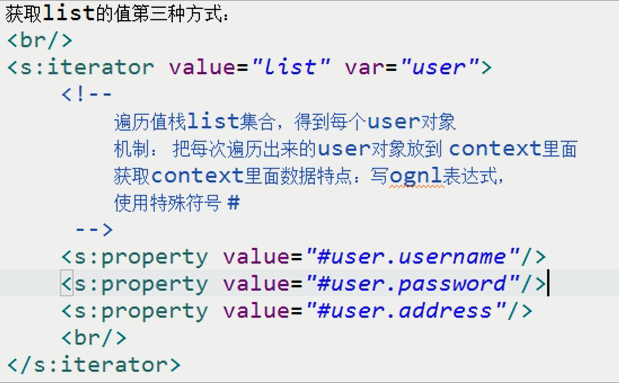 获取list的值第三种方式：
<br/>
<s:iterator value="list" var="user">
<!--
遍历值栈list集合，得到每个user对象
机制： 把每次遍历出来的user对象放到 context里面
获取context里面数据特点：写ognl表达式，
使用特殊符号 #
-->
<s:property value="#user.username"/>
<s:property value="#user.password"/>
<s:property value="#user.address"/>
<br/>
</s:iterator>